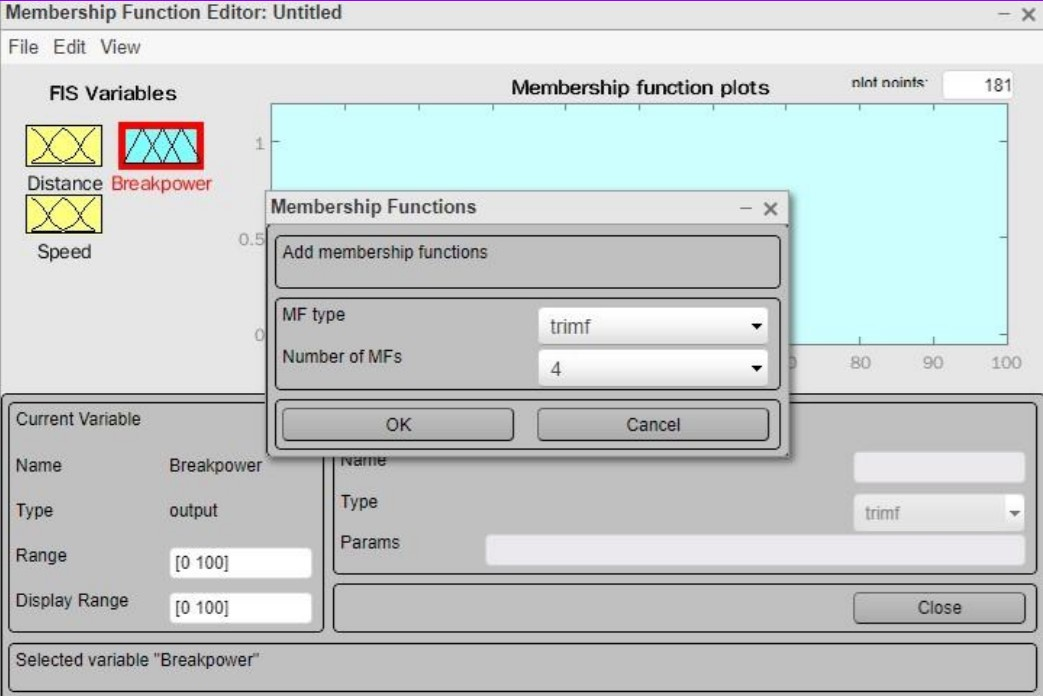 Membership Function Editor: Untitled
File Edit View
FIS Variables
Membership function plots
plot points:
181
Distance
Breakpower
Speed
1
0.5
0
80
90
100
Membership Functions
Add membership functions
MF type
trimf
Number of MFs
4
OK
Cancel
Current Variable
Name
Breakpower
Type
output
Range
[0 100]
Display Range
[0 100]
Name
Type
trimf
Params
Close
Selected variable "Breakpower"